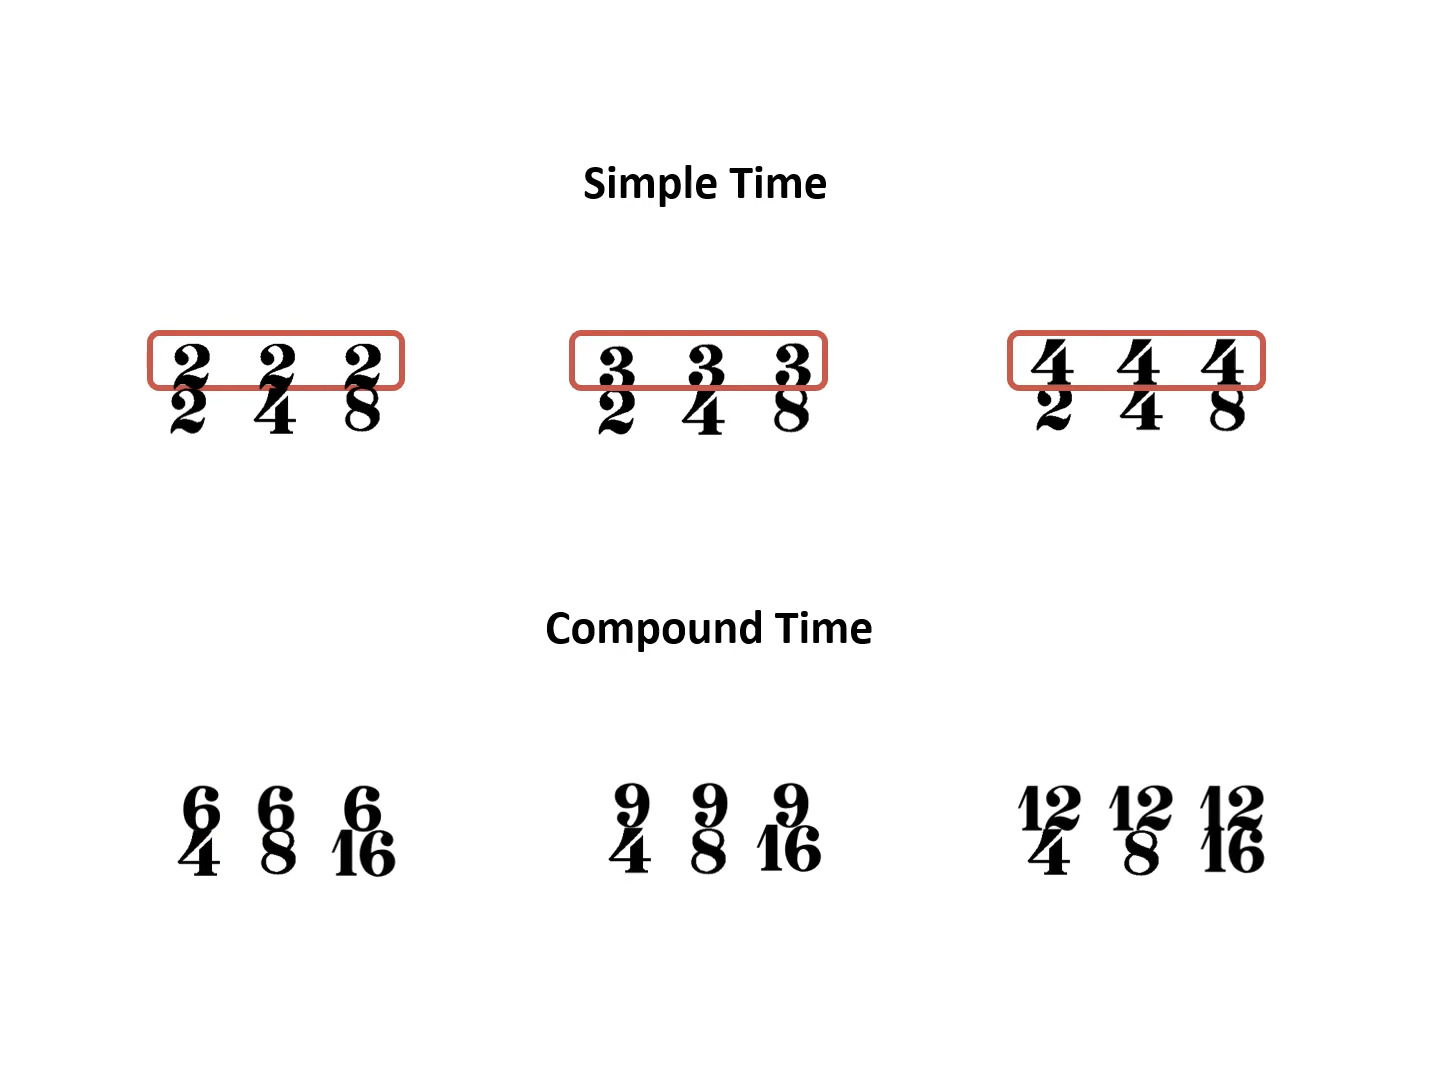 Simple Time
2 2 2 3 3 3 4 4 4
2 4 8 2 4 8 2 4 8
Compound Time
6 6 6 9 9 9 12 12 12
4 8 16 4 8 16 4 8 16